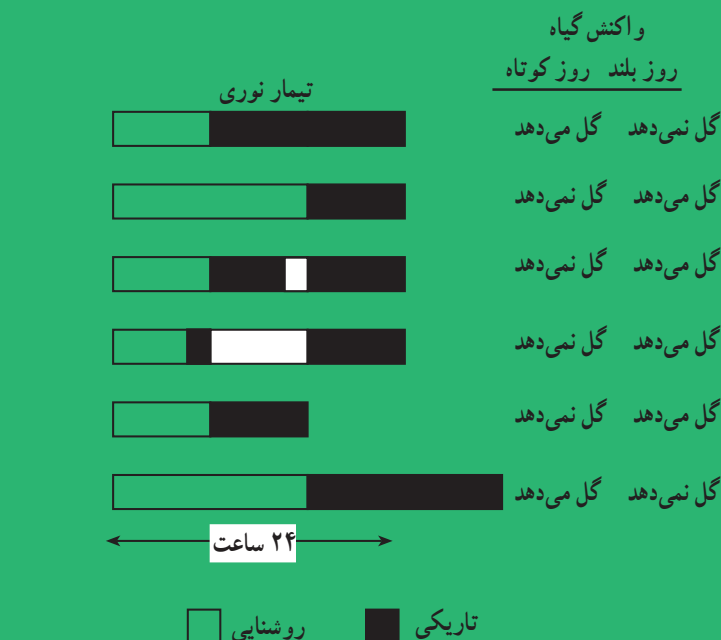 واکنش گیاه
روز بلند روز کوتاه
تیمار نوری
گل نمی‌دهد گل می‌دهد
گل می‌دهد گل نمی‌دهد
گل می‌دهد گل نمی‌دهد
گل می‌دهد گل نمی‌دهد
گل می‌دهد گل نمی‌دهد
گل نمی‌دهد گل می‌دهد
۲۴ ساعت
تاریکی روشنایی